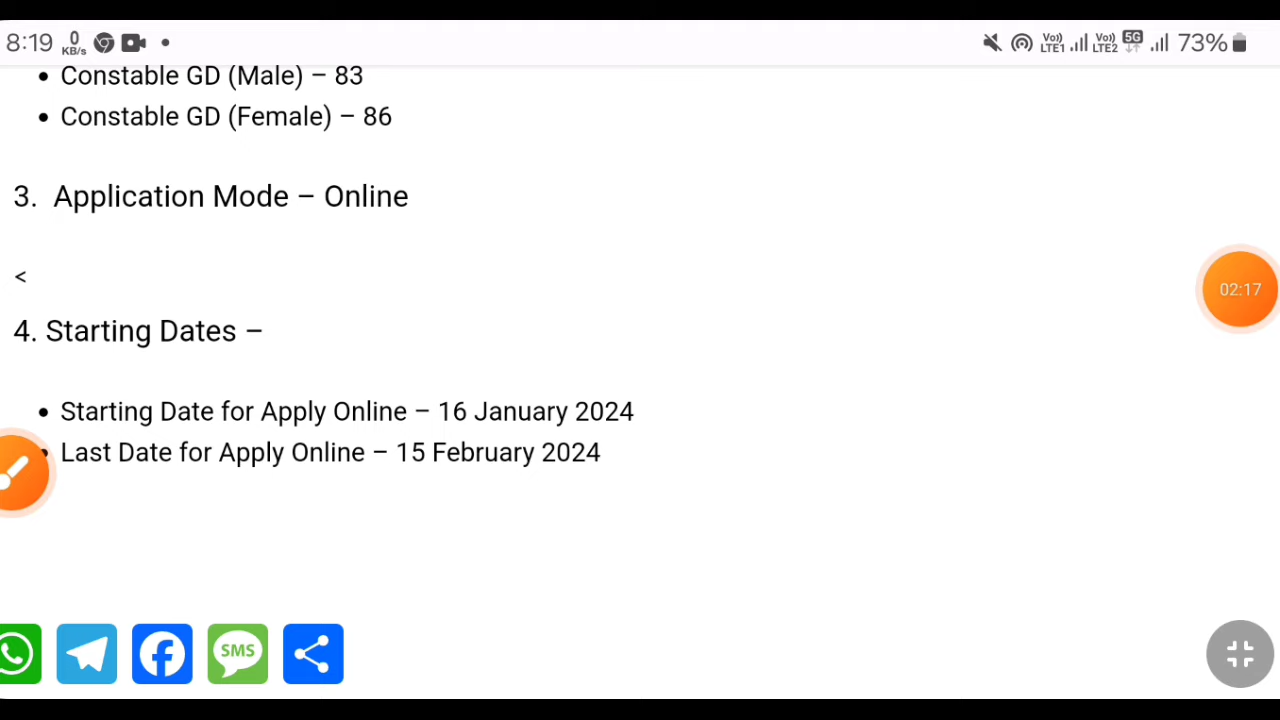 8:19 0 KB/s Vo)) LTE1 Vo)) LTE2 5G 73%
• Constable GD (Male) – 83
• Constable GD (Female) – 86
3. Application Mode – Online
<
02:17
4. Starting Dates –
• Starting Date for Apply Online – 16 January 2024
• Last Date for Apply Online – 15 February 2024
SMS